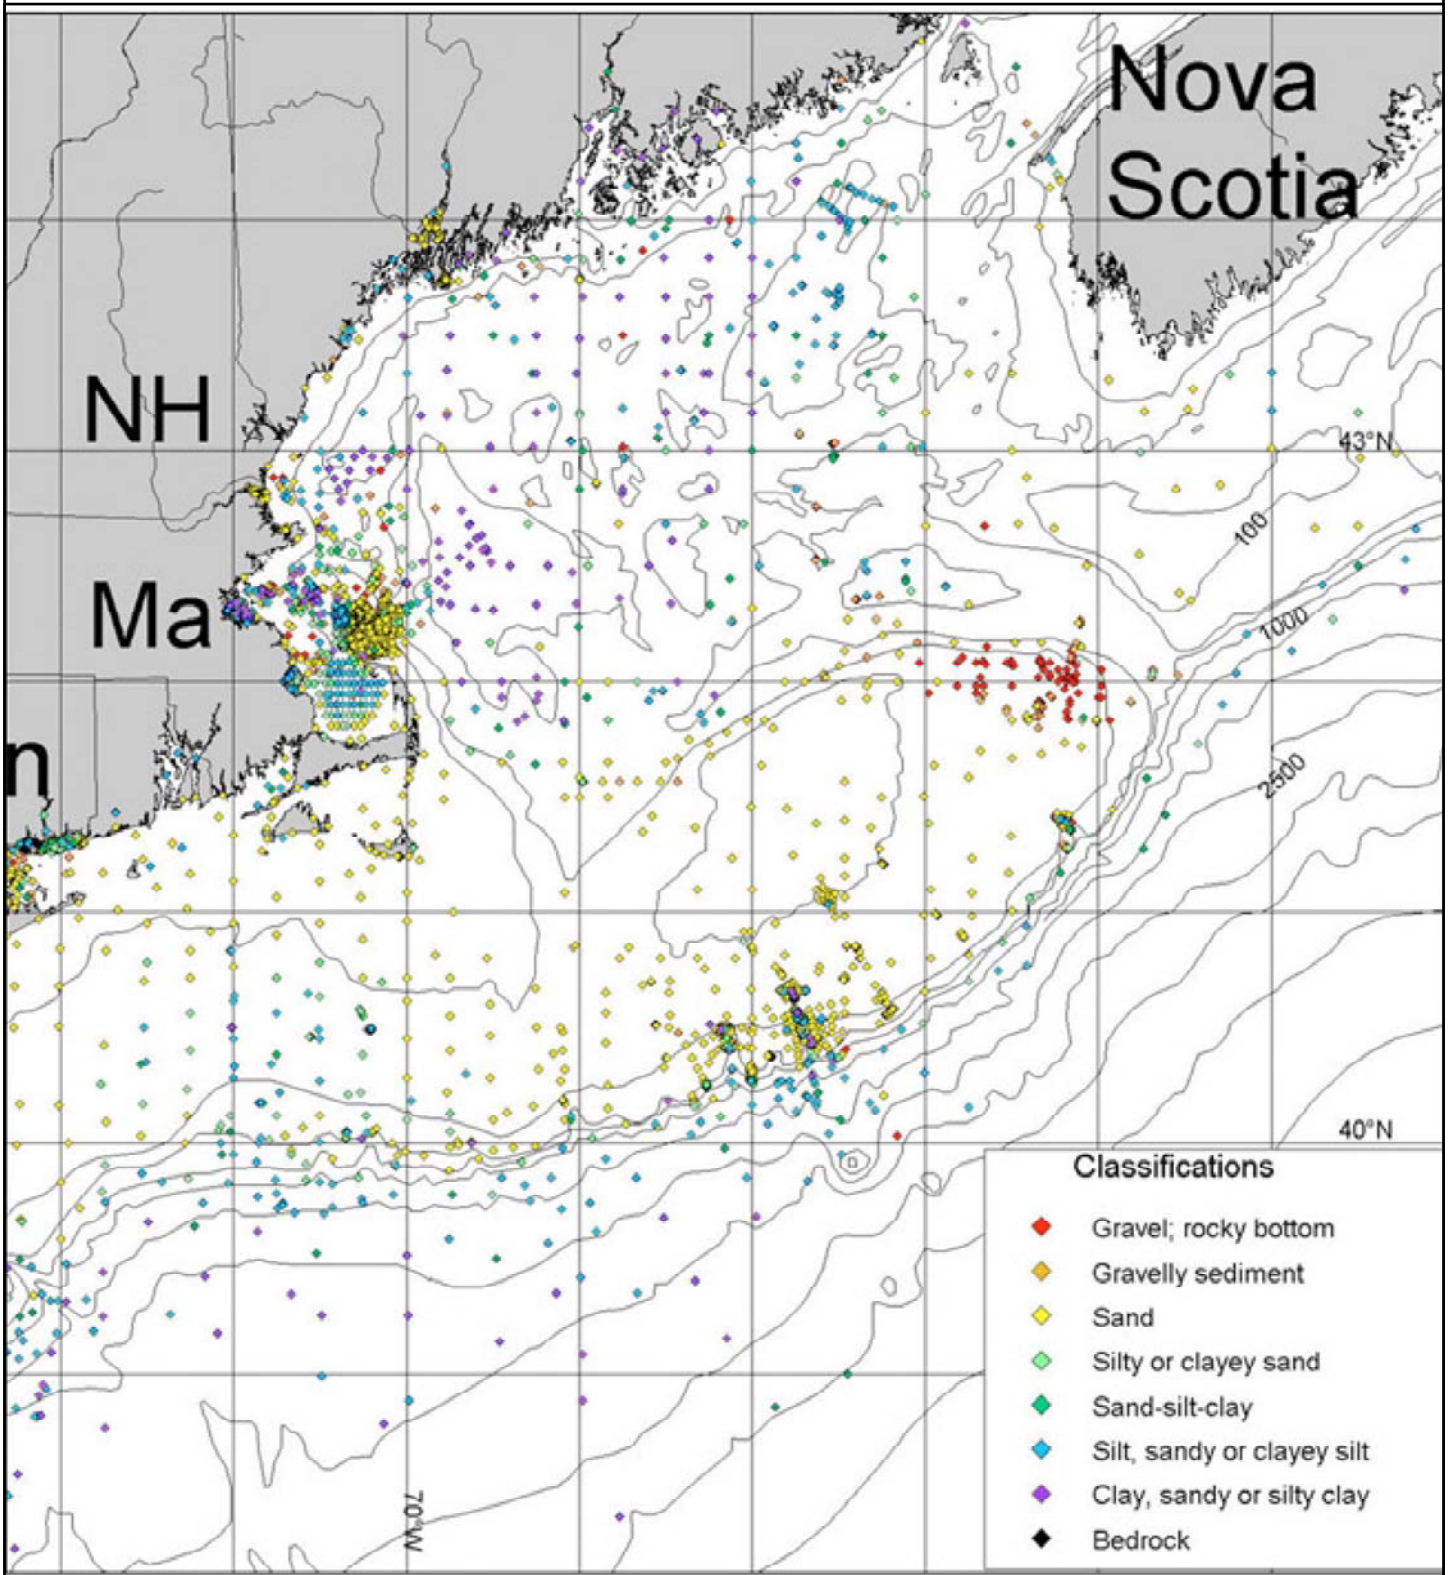 Nova
Scotia
NH
43°N
100
Ma
1000
n
2500
40°N
Classifications
Gravel; rocky bottom
Gravelly sediment
Sand
Silty or clayey sand
Sand-silt-clay
Silt, sandy or clayey silt
Clay, sandy or silty clay
Bedrock
70°W